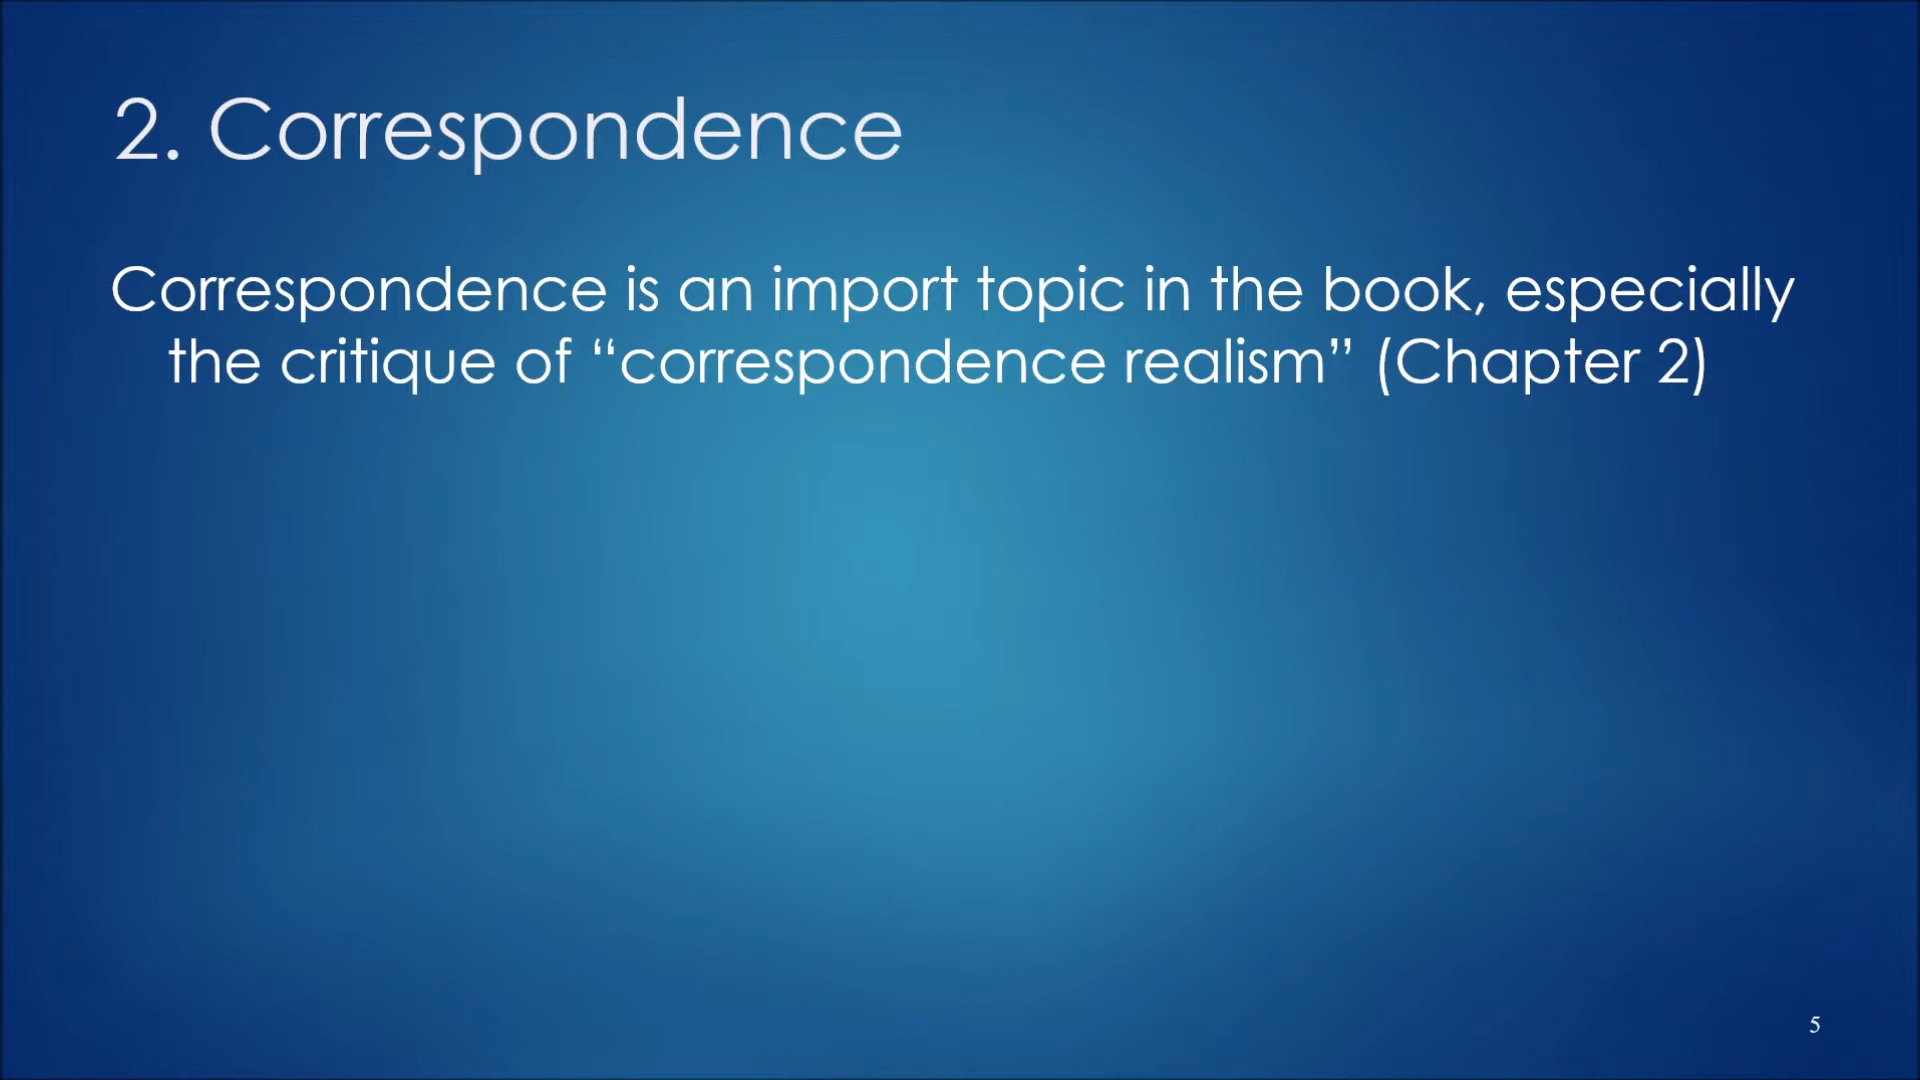 2. Correspondence
Correspondence is an import topic in the book, especially
the critique of “correspondence realism” (Chapter 2)
5